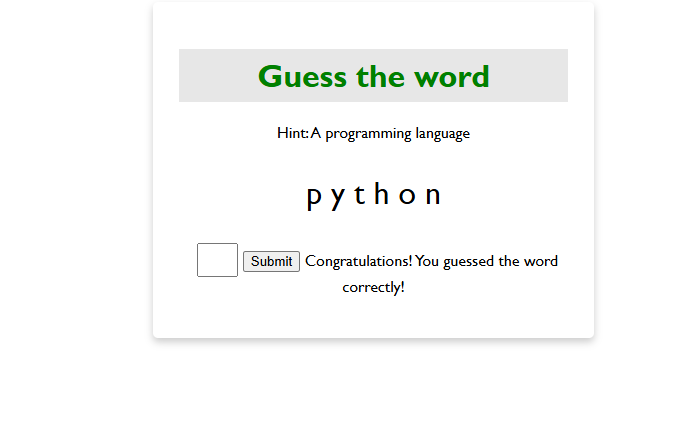 Guess the word
Hint: A programming language
p y t h o n
Submit Congratulations! You guessed the word
correctly!